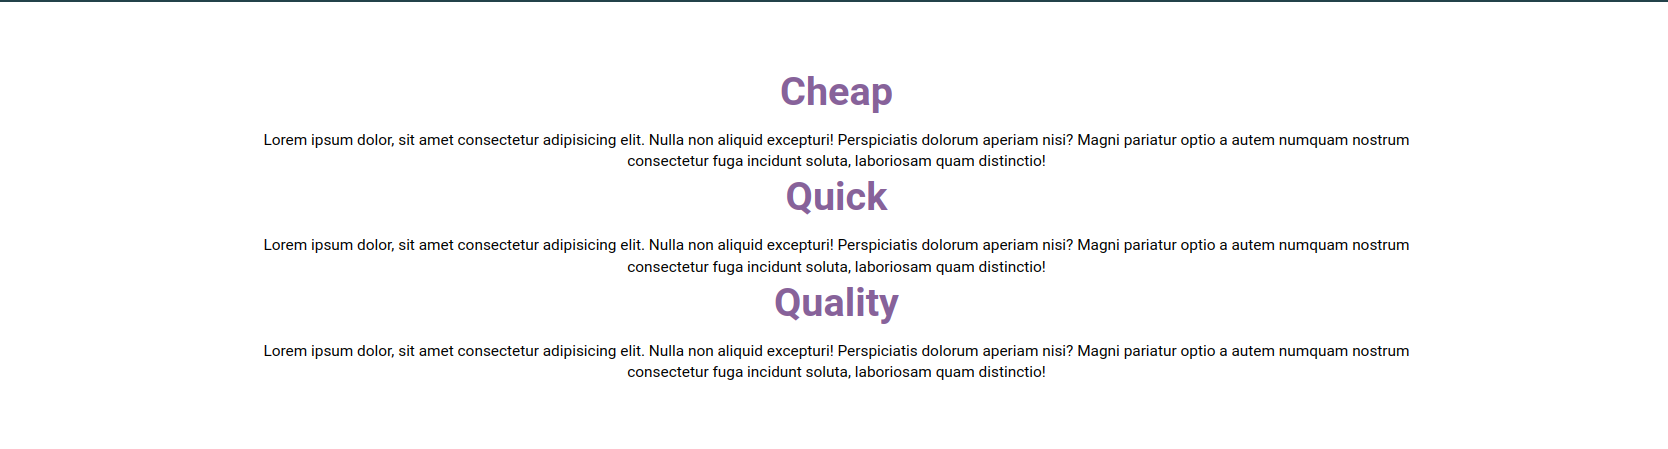 Cheap
Lorem ipsum dolor, sit amet consectetur adipisicing elit. Nulla non aliquid excepturi! Perspiciatis dolorum aperiam nisi? Magni pariatur optio a autem numquam nostrum
consectetur fuga incidunt soluta, laboriosam quam distinctio!
Quick
Lorem ipsum dolor, sit amet consectetur adipisicing elit. Nulla non aliquid excepturi! Perspiciatis dolorum aperiam nisi? Magni pariatur optio a autem numquam nostrum
consectetur fuga incidunt soluta, laboriosam quam distinctio!
Quality
Lorem ipsum dolor, sit amet consectetur adipisicing elit. Nulla non aliquid excepturi! Perspiciatis dolorum aperiam nisi? Magni pariatur optio a autem numquam nostrum
consectetur fuga incidunt soluta, laboriosam quam distinctio!